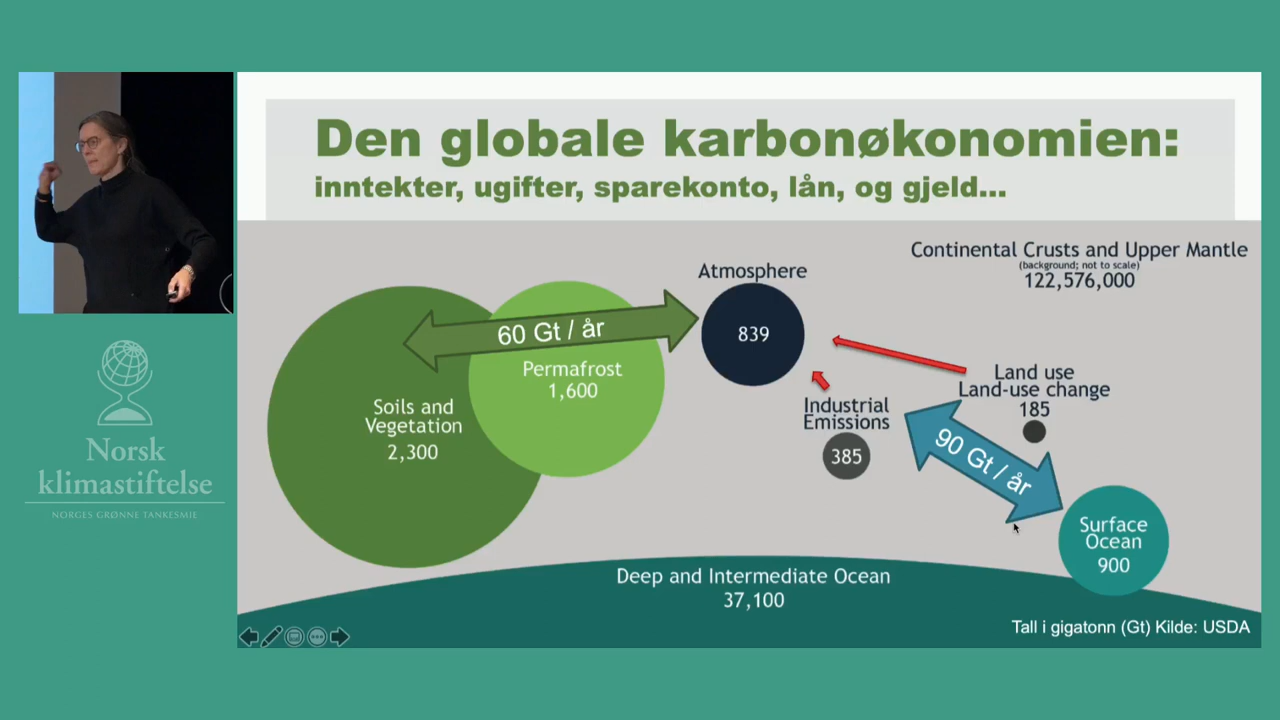 Den globale karbonøkonomien:
inntekter, ugifter, sparekonto, lån, og gjeld...
Continental Crusts and Upper Mantle
(background; not to scale)
122,576,000
Atmosphere
839
60 Gt / år
Permafrost
1,600
Soils and
Vegetation
2,300
Land use
Land-use change
185
Industrial
Emissions
385
90 Gt / år
Surface
Ocean
900
Deep and Intermediate Ocean
37,100
Tall i gigatonn (Gt) Kilde: USDA
Norsk
klimastiftelse
NORGES GRØNNE TANKESMIE